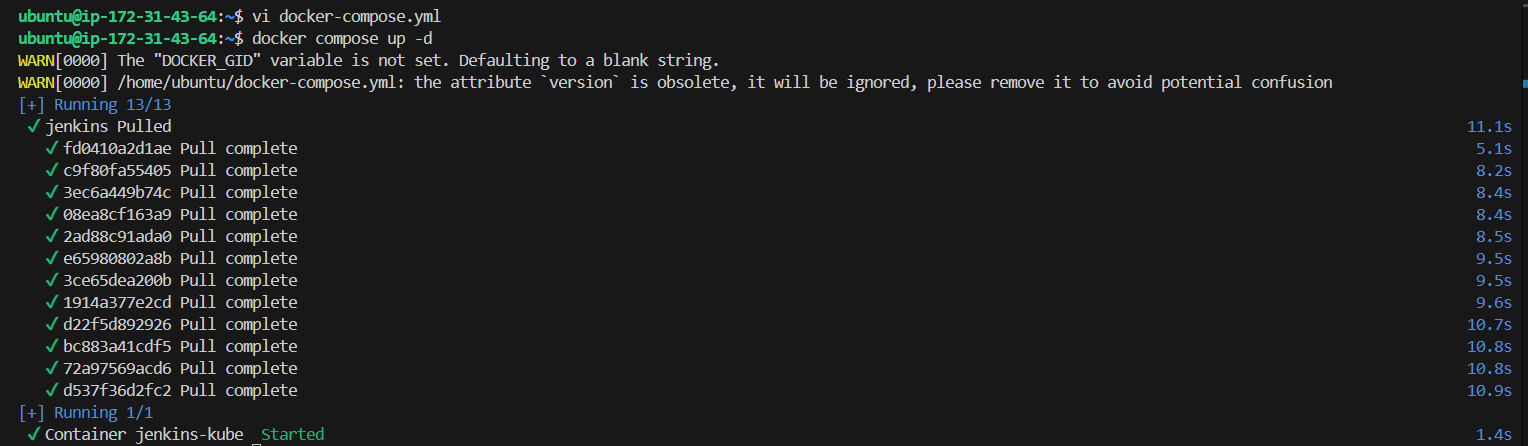 ubuntu@ip-172-31-43-64:~$ vi docker-compose.yml
ubuntu@ip-172-31-43-64:~$ docker compose up -d
WARN[0000] The "DOCKER_GID" variable is not set. Defaulting to a blank string.
WARN[0000] /home/ubuntu/docker-compose.yml: the attribute `version` is obsolete, it will be ignored, please remove it to avoid potential confusion
[+] Running 13/13
✓ jenkins Pulled 11.1s
✓ fd0410a2d1ae Pull complete 5.1s
✓ c9f80fa55405 Pull complete 8.2s
✓ 3ec6a449b74c Pull complete 8.4s
✓ 08ea8cf163a9 Pull complete 8.4s
✓ 2ad88c91ada0 Pull complete 8.5s
✓ e65980802a8b Pull complete 9.5s
✓ 3ce65dea200b Pull complete 9.5s
✓ 1914a377e2cd Pull complete 9.6s
✓ d22f5d892926 Pull complete 10.7s
✓ bc883a41cdf5 Pull complete 10.8s
✓ 72a97569acd6 Pull complete 10.8s
✓ d537f36d2fc2 Pull complete 10.9s
[+] Running 1/1
✓ Container jenkins-kube Started 1.4s